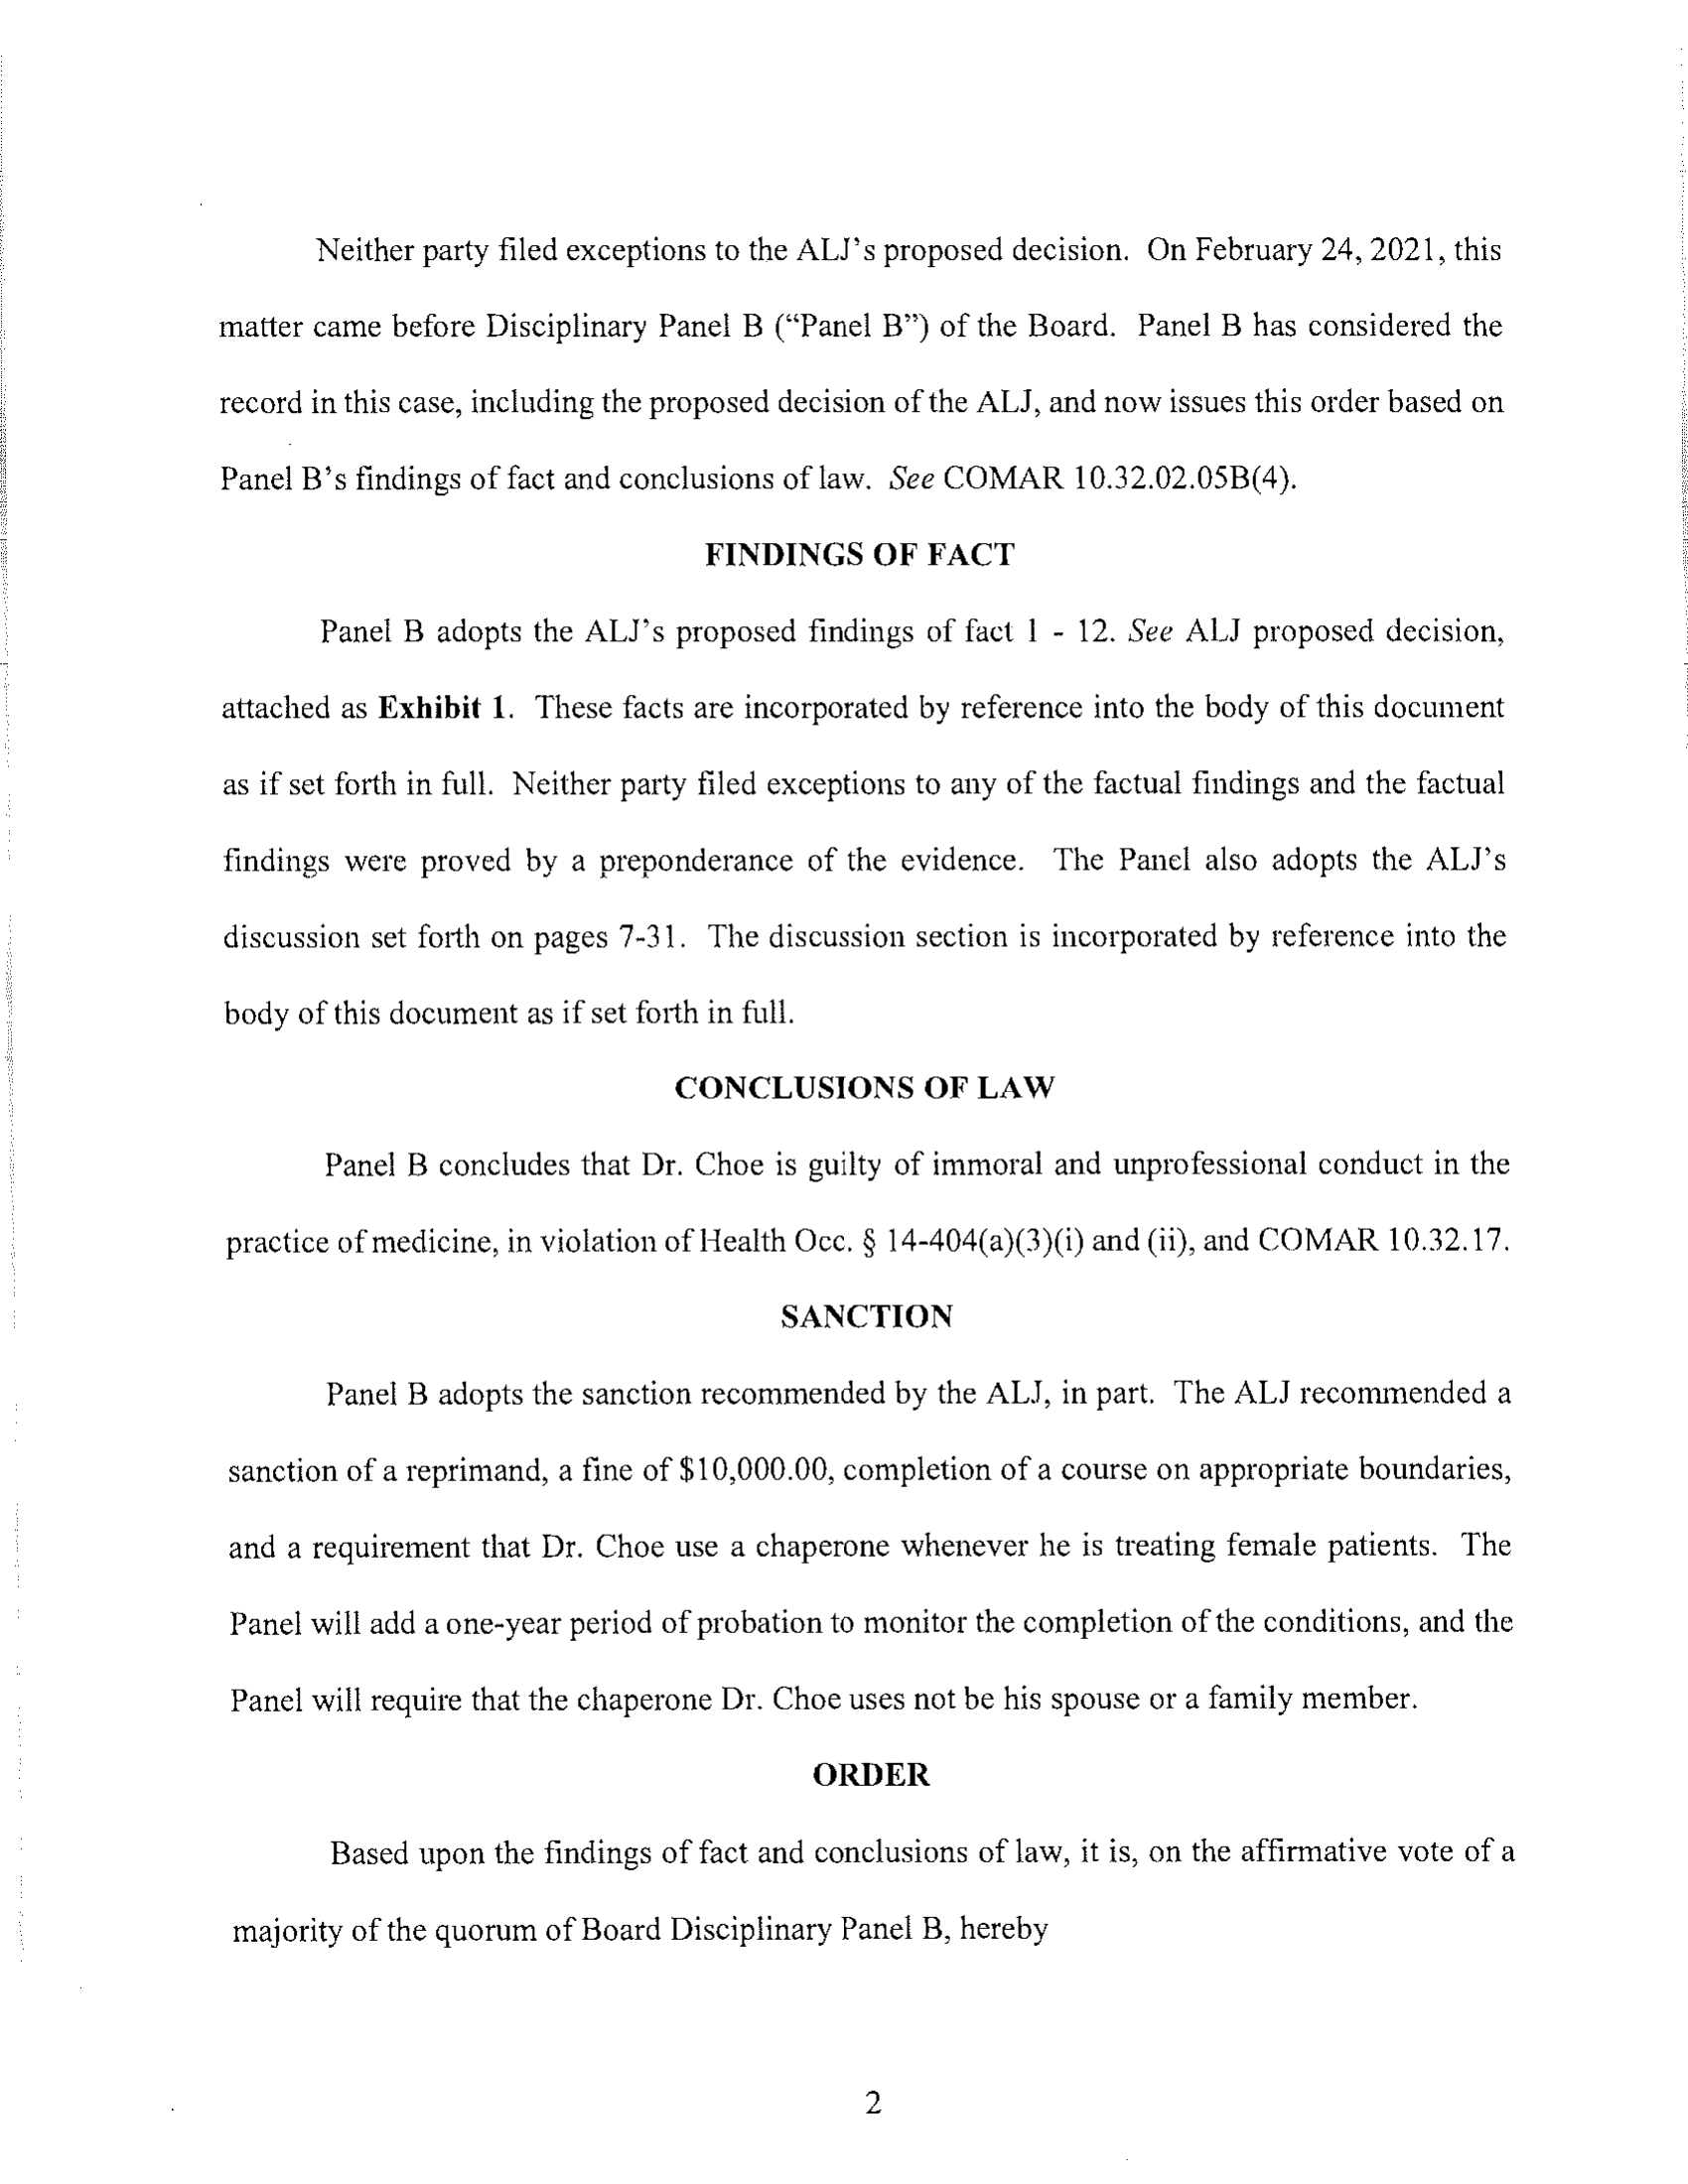 Neither party filed exceptions to the ALJ's proposed decision. On February 24, 2021, this
matter came before Disciplinary Panel B (“Panel B”) of the Board. Panel B has considered the
record in this case, including the proposed decision of the ALJ, and now issues this order based on
Panel B's findings of fact and conclusions of law. See COMAR 10.32.02.05B(4).
FINDINGS OF FACT
Panel B adopts the ALJ's proposed findings of fact 1 - 12. See ALJ proposed decision,
attached as Exhibit 1. These facts are incorporated by reference into the body of this document
as if set forth in full. Neither party filed exceptions to any of the factual findings and the factual
findings were proved by a preponderance of the evidence. The Panel also adopts the ALJ's
discussion set forth on pages 7-31. The discussion section is incorporated by reference into the
body of this document as if set forth in full.
CONCLUSIONS OF LAW
Panel B concludes that Dr. Choe is guilty of immoral and unprofessional conduct in the
practice of medicine, in violation of Health Occ. § 14-404(a)(3)(i) and (ii), and COMAR 10.32.17.
SANCTION
Panel B adopts the sanction recommended by the ALJ, in part. The ALJ recommended a
sanction of a reprimand, a fine of $10,000.00, completion of a course on appropriate boundaries,
and a requirement that Dr. Choe use a chaperone whenever he is treating female patients. The
Panel will add a one-year period of probation to monitor the completion of the conditions, and the
Panel will require that the chaperone Dr. Choe uses not be his spouse or a family member.
ORDER
Based upon the findings of fact and conclusions of law, it is, on the affirmative vote of a
majority of the quorum of Board Disciplinary Panel B, hereby
2